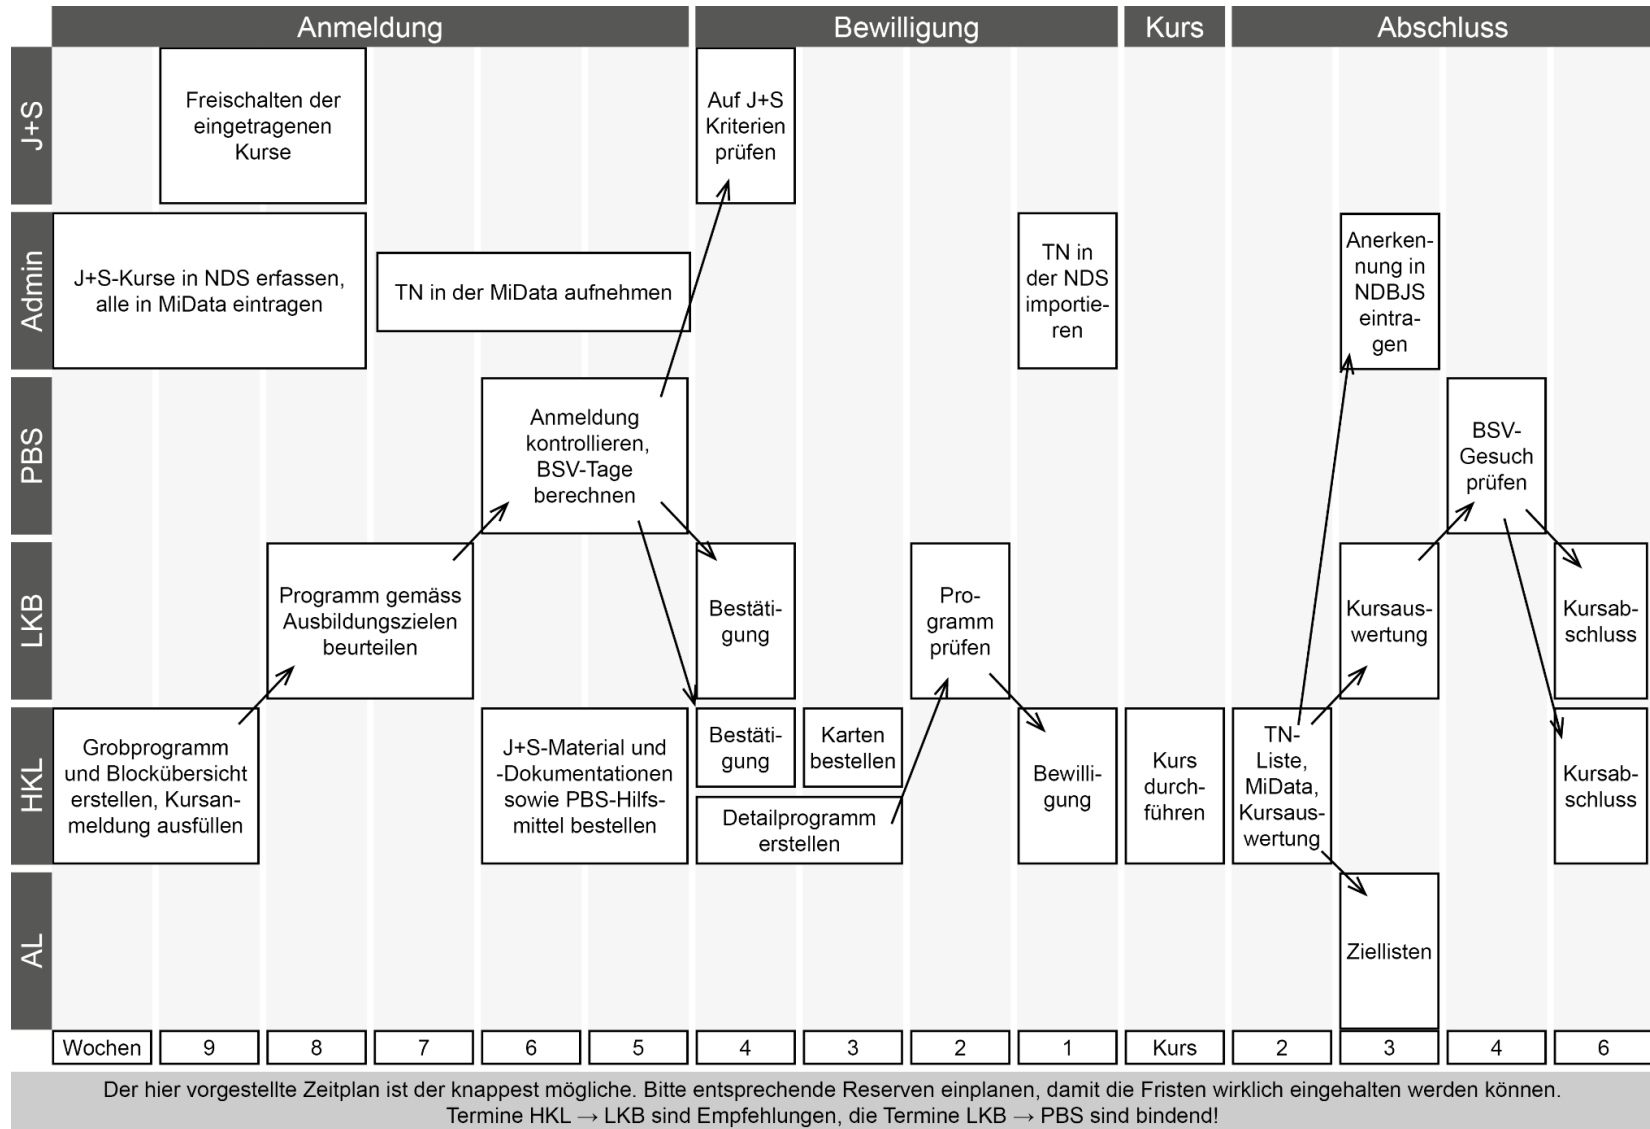 Anmeldung
Bewilligung
Kurs
Abschluss
J+S
Freischalten der
eingetragenen
Kurse
Auf J+S
Kriterien
prüfen
Admin
J+S-Kurse in NDS erfassen,
alle in MiData eintragen
TN in der MiData aufnehmen
TN in
der NDS
importie-
ren
Anerken-
nung in
NDBJS
eintra-
gen
PBS
Anmeldung
kontrollieren,
BSV-Tage
berechnen
BSV-
Gesuch
prüfen
LKB
Programm gemäss
Ausbildungszielen
beurteilen
Bestäti-
gung
Pro-
gramm
prüfen
Kursaus-
wertung
Kursab-
schluss
HKL
Grobprogramm
und Blockübersicht
erstellen, Kursan-
meldung ausfüllen
J+S-Material und
-Dokumentationen
sowie PBS-Hilfs-
mittel bestellen
Bestäti-
gung
Karten
bestellen
Detailprogramm
erstellen
Bewilli-
gung
Kurs
durch-
führen
TN-
Liste,
MiData,
Kursaus-
wertung
Kursab-
schluss
AL
Ziellisten
Wochen
9
8
7
6
5
4
3
2
1
Kurs
2
3
4
6
Der hier vorgestellte Zeitplan ist der knappest mögliche. Bitte entsprechende Reserven einplanen, damit die Fristen wirklich eingehalten werden können.
Termine HKL → LKB sind Empfehlungen, die Termine LKB → PBS sind bindend!